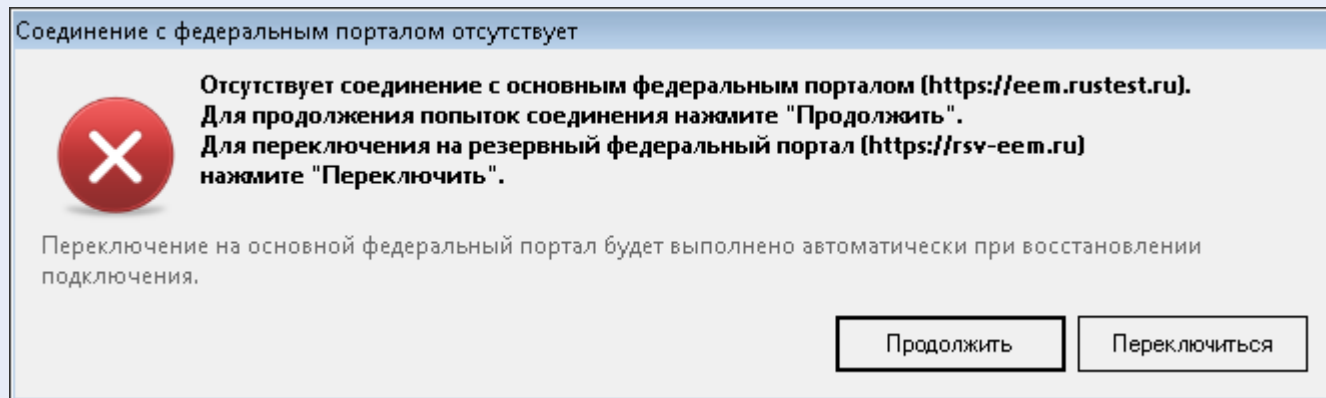 Соединение с федеральным порталом отсутствует
Отсутствует соединение с основным федеральным порталом (https://eem.rustest.ru).
Для продолжения попыток соединения нажмите "Продолжить".
Для переключения на резервный федеральный портал (https://rsv-eem.ru)
нажмите "Переключить".
Переключение на основной федеральный портал будет выполнено автоматически при восстановлении
подключения.
Продолжить
Переключиться